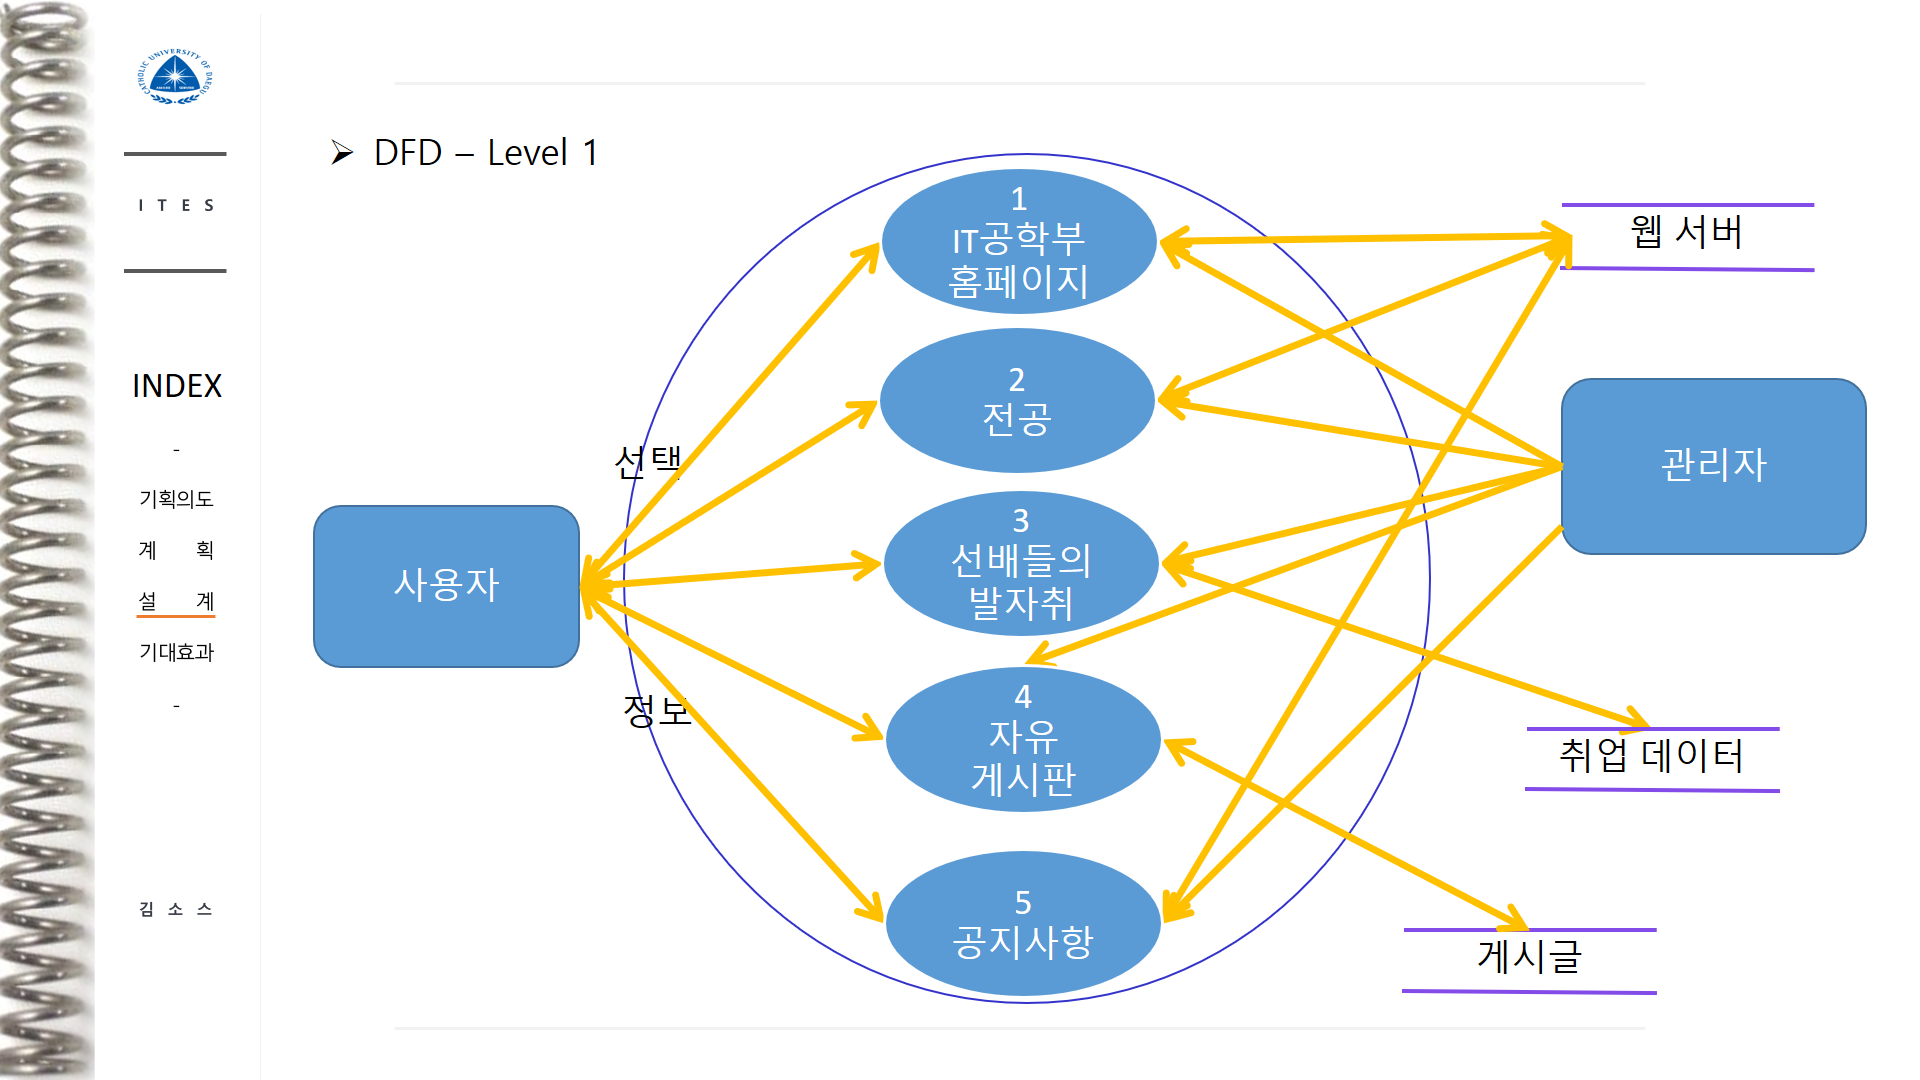 CATHOLIC UNIVERSITY OF DAEGU
I T E S
INDEX
-
기획의도
계 획
설 계
기대효과
-
김 소 스
➢ DFD – Level 1
선택
정보
사용자
1
IT공학부
홈페이지
2
전공
3
선배들의
발자취
4
자유
게시판
5
공지사항
웹 서버
관리자
취업 데이터
게시글